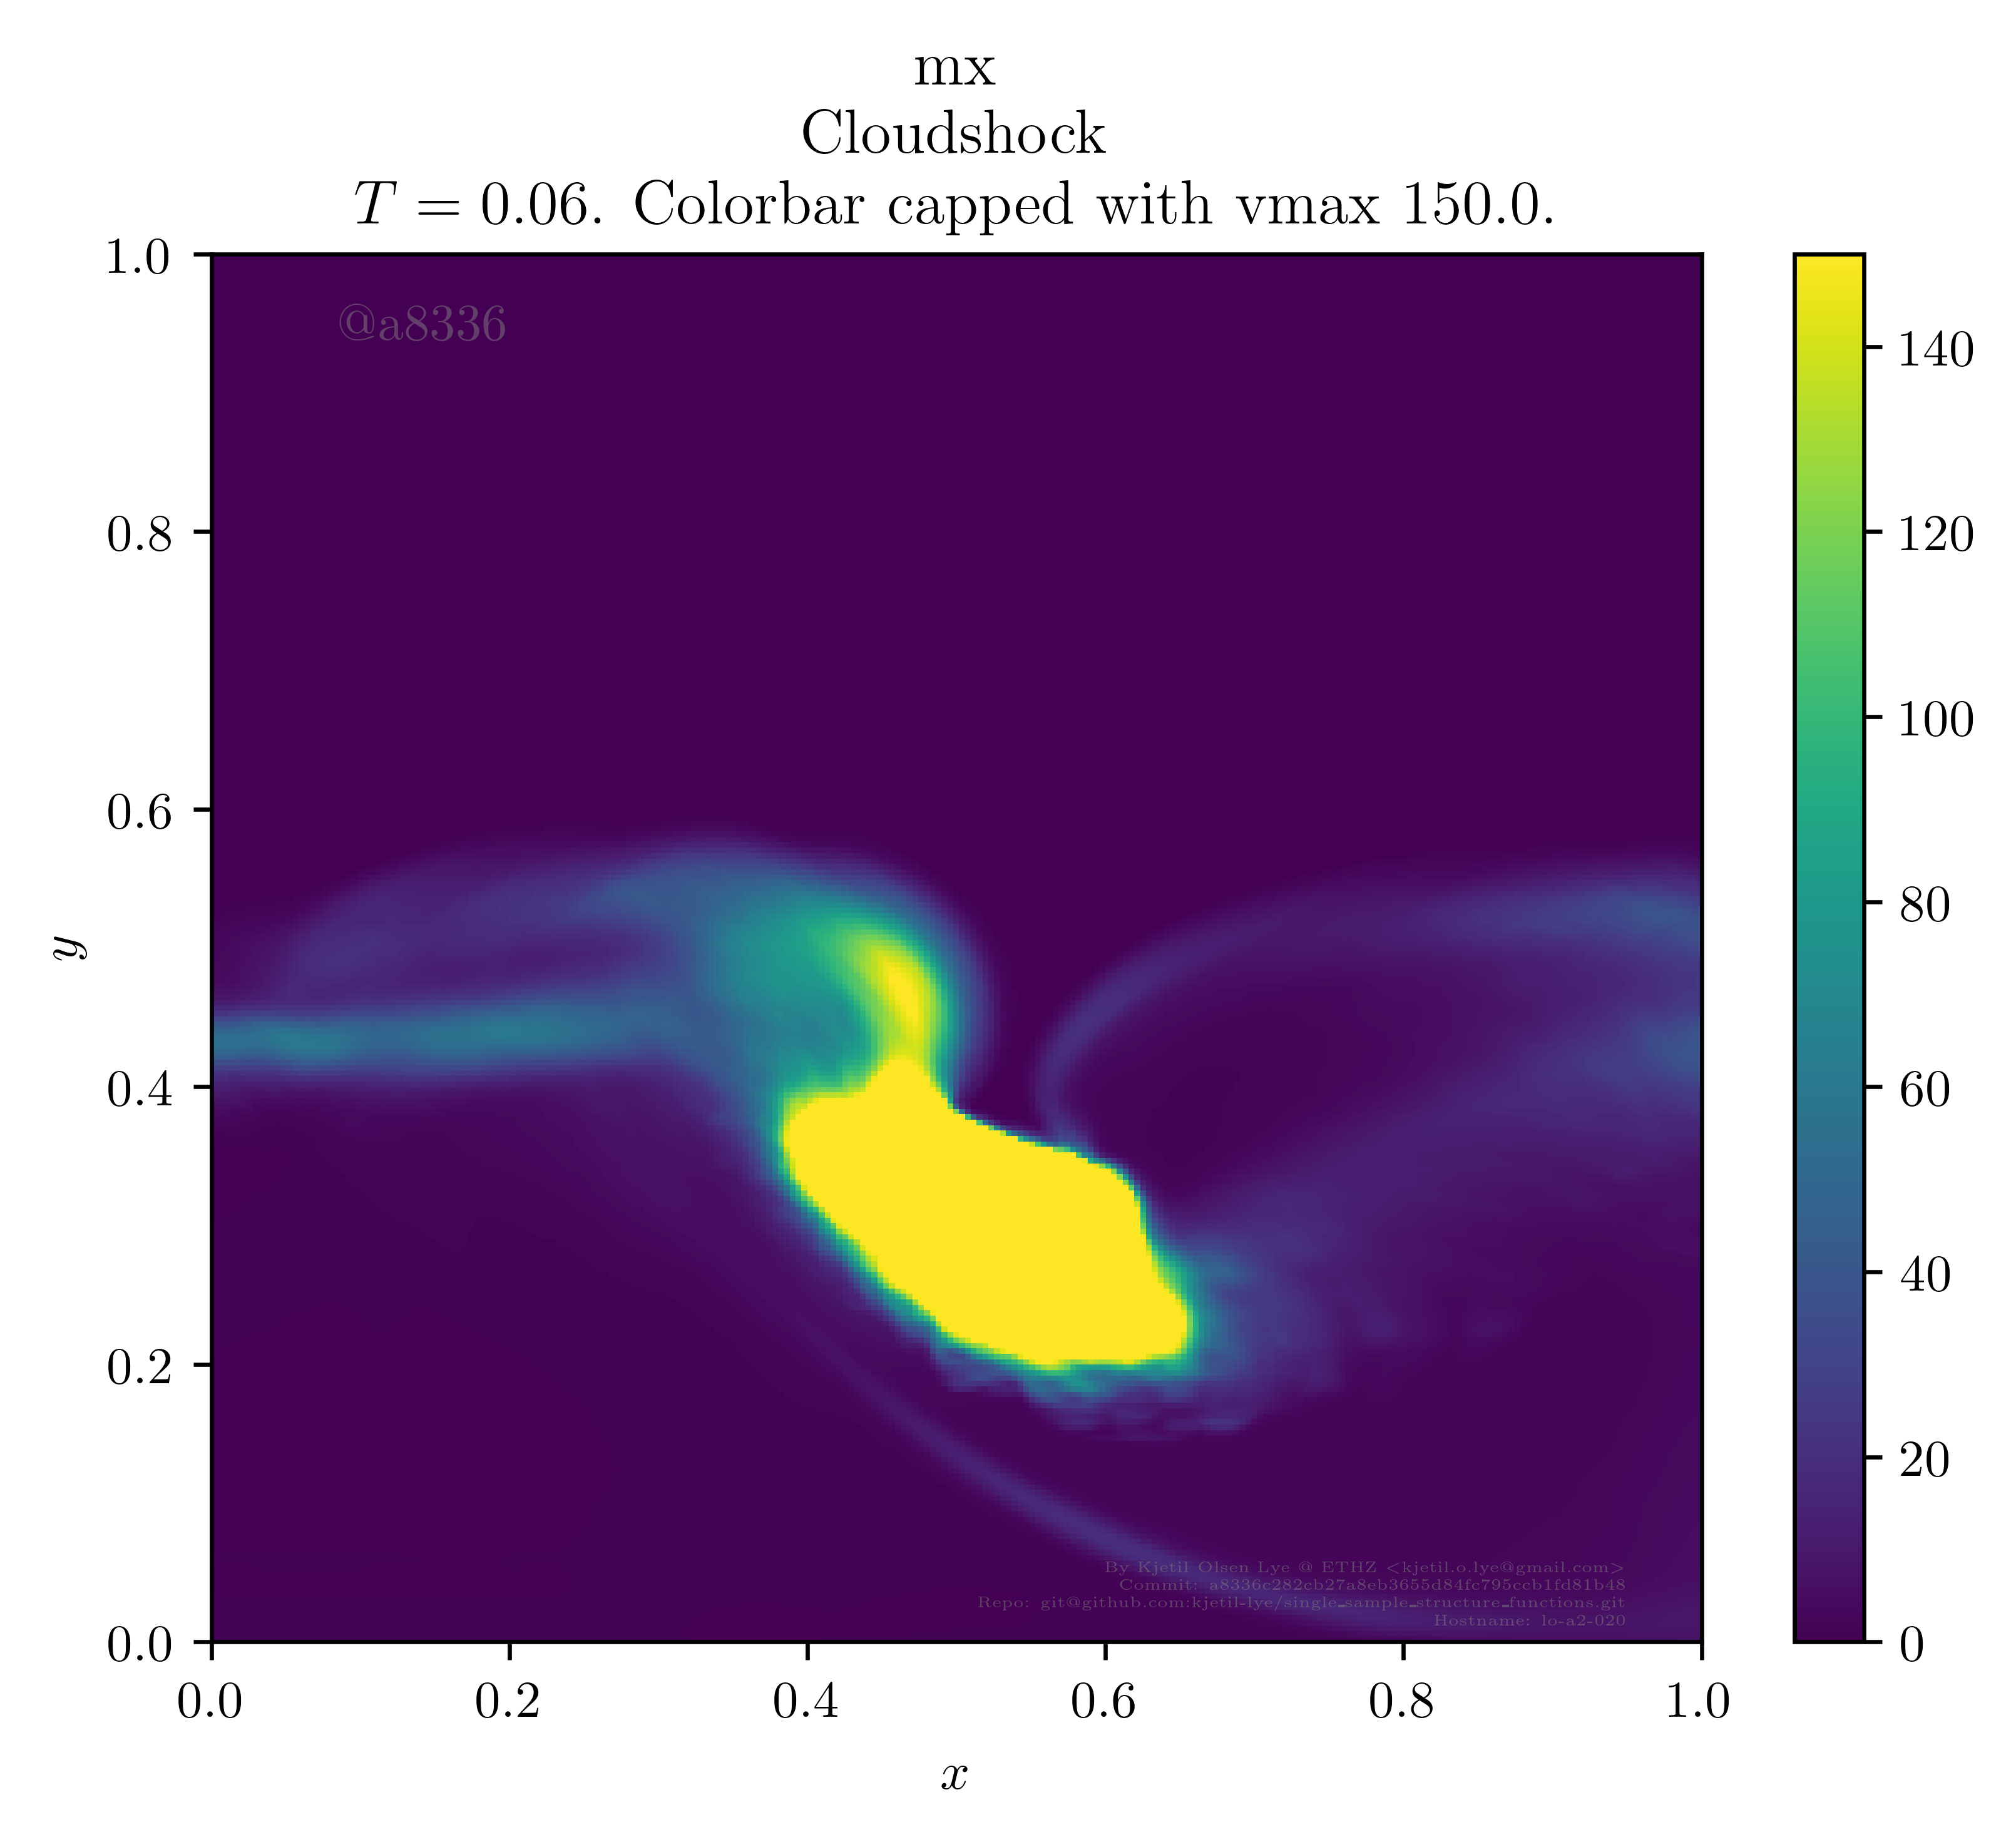 mx
Cloudshock
T = 0.06. Colorbar capped with vmax 150.0.
1.0
0.8
0.6
0.4
0.2
0.0
y
@a8336
By Kjetil Olsen Lye @ ETHZ <kjetil.o.lye@gmail.com>
Commit: a8336c282cb27a8eb3655d84fc795ccb1fd81b48
Repo: git@github.com:kjetil-lye/single_sample_structure_functions.git
Hostname: lo-a2-020
0.0 0.2 0.4 0.6 0.8 1.0
x
140
120
100
80
60
40
20
0